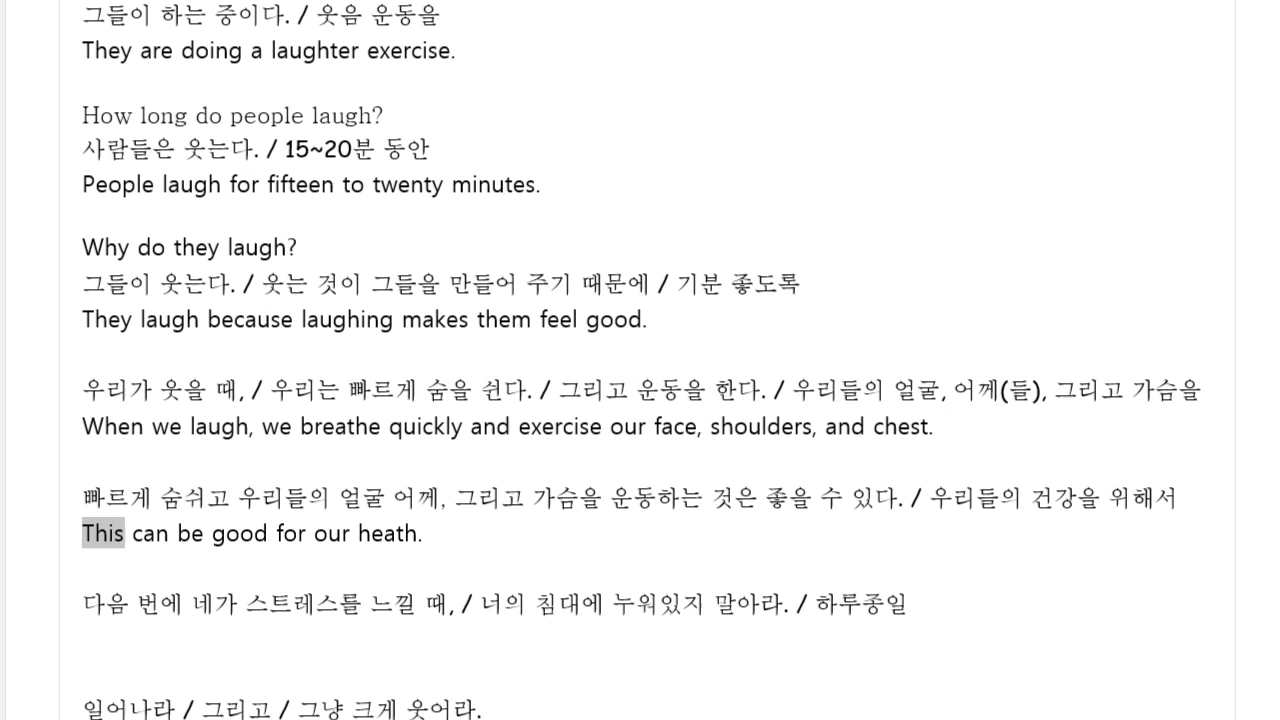 그들이 하는 중이다. / 웃음 운동을
They are doing a laughter exercise.
How long do people laugh?
사람들은 웃는다. / 15~20분 동안
People laugh for fifteen to twenty minutes.
Why do they laugh?
그들이 웃는다. / 웃는 것이 그들을 만들어 주기 때문에 / 기분 좋도록
They laugh because laughing makes them feel good.
우리가 웃을 때, / 우리는 빠르게 숨을 쉰다. / 그리고 운동을 한다. / 우리들의 얼굴, 어께(들), 그리고 가슴을
When we laugh, we breathe quickly and exercise our face, shoulders, and chest.
빠르게 숨쉬고 우리들의 얼굴 어께, 그리고 가슴을 운동하는 것은 좋을 수 있다. / 우리들의 건강을 위해서
This can be good for our heath.
다음 번에 네가 스트레스를 느낄 때, / 너의 침대에 누워있지 말아라. / 하루종일
일어나라 / 그리고 / 그냥 크게 웃어라.